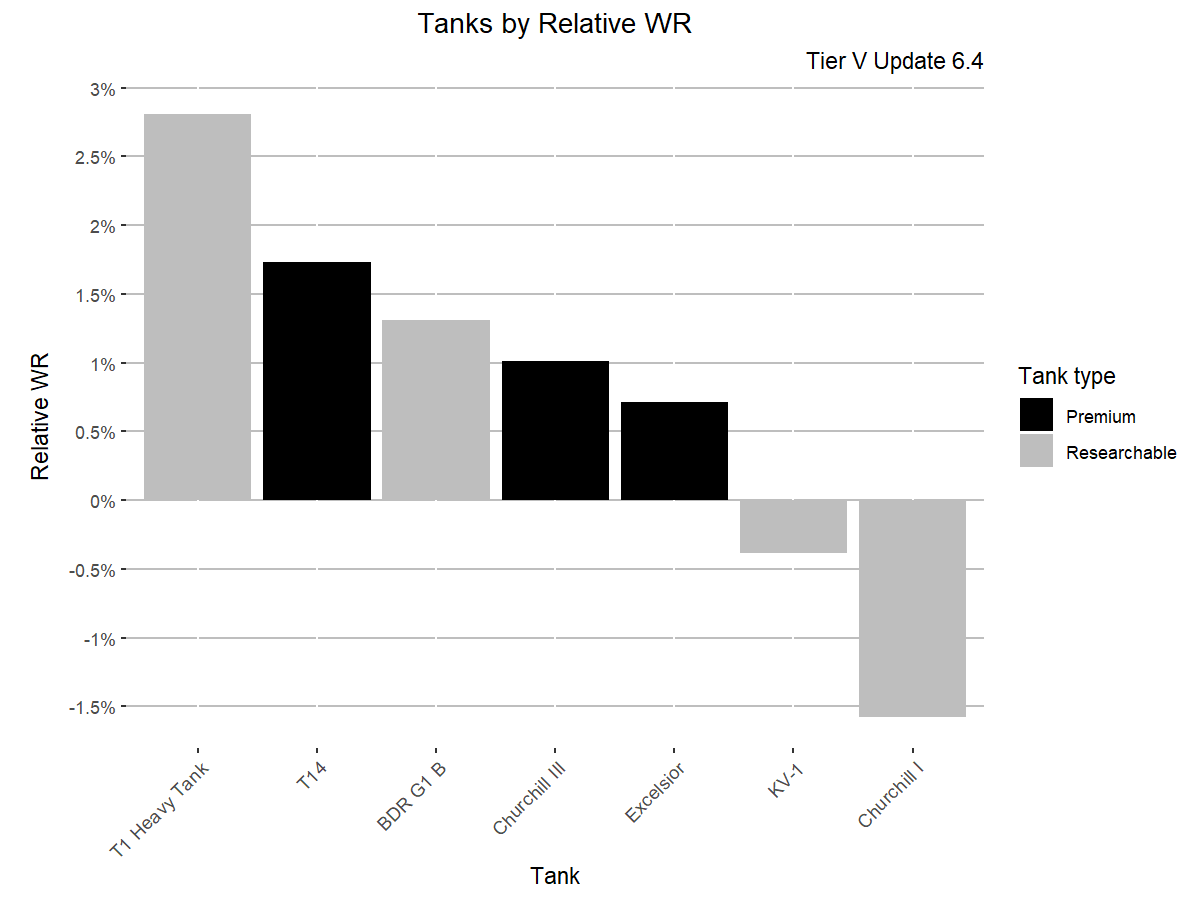 Tanks by Relative WR
Tier V Update 6.4
3%
2.5%
2%
1.5%
1%
0.5%
0%
-0.5%
-1%
-1.5%
Relative WR
T1 Heavy Tank
T14
BDR G1 B
Churchill III
Excelsior
KV-1
Churchill I
Tank
Tank type
Premium
Researchable